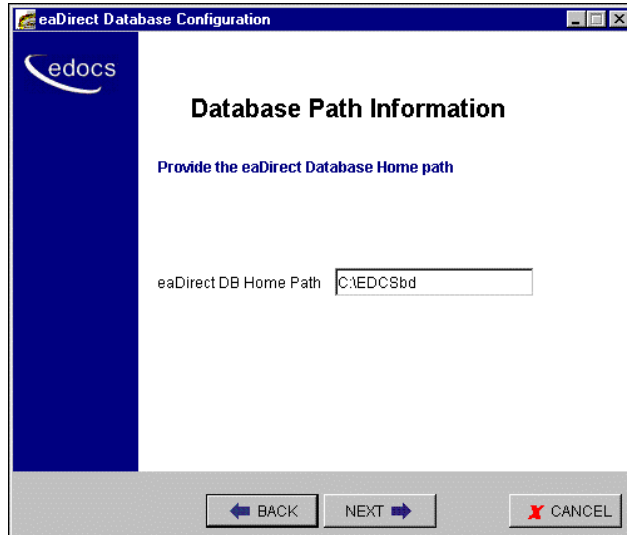 eaDirect Database Configuration
edocs
Database Path Information
Provide the eaDirect Database Home path
eaDirect DB Home Path C:\EDCSbd
BACK NEXT CANCEL